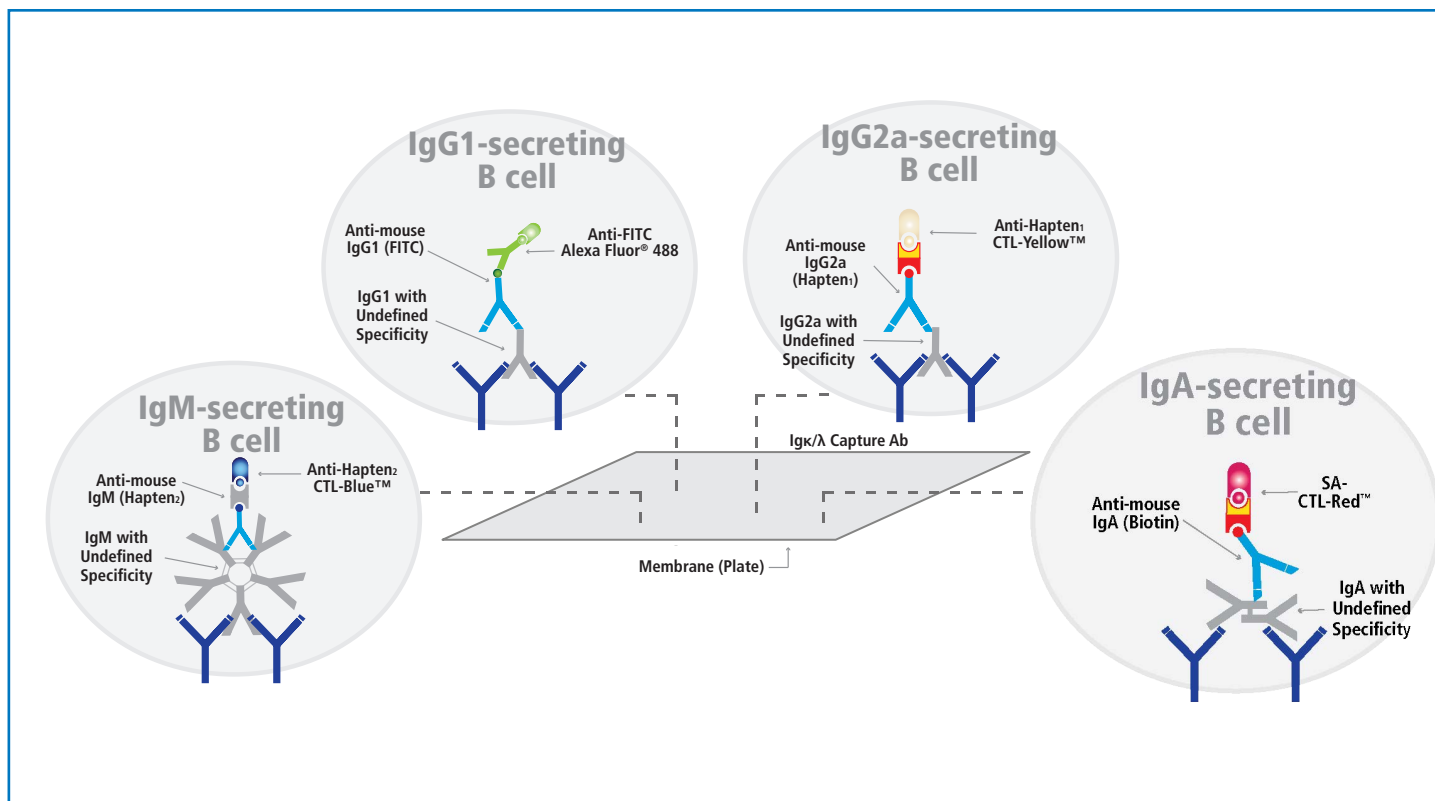 IgG1-secreting
B cell
Anti-mouse
IgG1 (FITC)
Anti-FITC
Alexa Fluor® 488
IgG1 with
Undefined
Specificity
IgG2a-secreting
B cell
Anti-Hapten₁
CTL-Yellow™
Anti-mouse
IgG2a
(Hapten₁)
IgG2a with
Undefined
Specificity
IgM-secreting
B cell
Anti-Hapten₂
CTL-Blue™
Anti-mouse
IgM (Hapten₂)
IgM with
Undefined
Specificity
Igκ/λ Capture Ab
Membrane (Plate)
IgA-secreting
B cell
SA-
CTL-Red™
Anti-mouse
IgA (Biotin)
IgA with
Undefined
Specificity